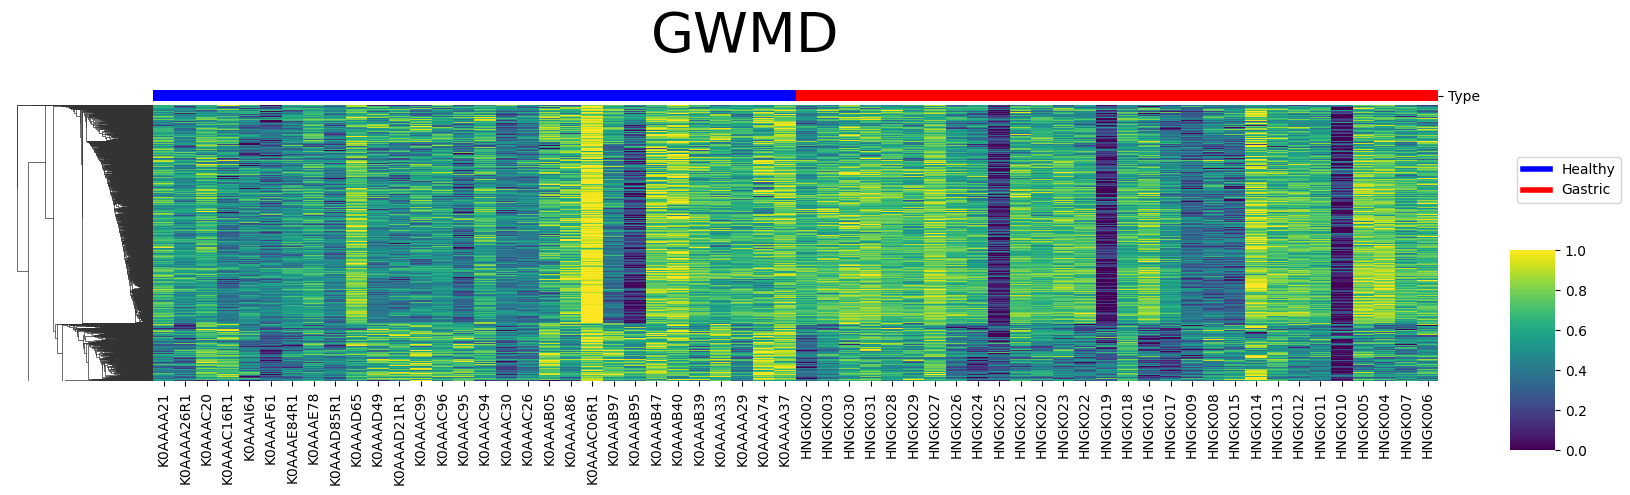 GWMD
Type
Healthy
Gastric
1.0
0.8
0.6
0.4
0.2
0.0
K0AAAA21
K0AAAA26R1
K0AAAC20
K0AAAC16R1
K0AAAI64
K0AAAF61
K0AAAE84R1
K0AAAE78
K0AAAD85R1
K0AAAD65
K0AAAD49
K0AAAD21R1
K0AAAC99
K0AAAC96
K0AAAC95
K0AAAC94
K0AAAC30
K0AAAC26
K0AAAB05
K0AAAA86
K0AAAC06R1
K0AAAB97
K0AAAB95
K0AAAB47
K0AAAB40
K0AAAB39
K0AAAA33
K0AAAA29
K0AAAA74
K0AAAA37
HNGK002
HNGK003
HNGK030
HNGK031
HNGK028
HNGK029
HNGK027
HNGK026
HNGK024
HNGK025
HNGK021
HNGK020
HNGK023
HNGK022
HNGK019
HNGK018
HNGK016
HNGK017
HNGK009
HNGK008
HNGK015
HNGK014
HNGK013
HNGK012
HNGK011
HNGK010
HNGK005
HNGK004
HNGK007
HNGK006